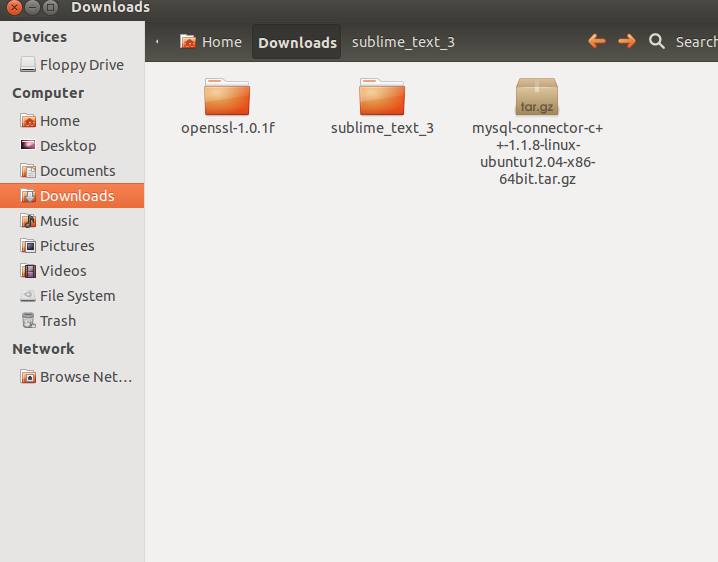 Downloads
Devices
Floppy Drive
Computer
Home
Desktop
Documents
Downloads
Music
Pictures
Videos
File System
Trash
Network
Browse Net…
Home Downloads sublime_text_3 Search
openssl-1.0.1f
sublime_text_3
tar.gz
mysql-connector-c+
+-1.1.8-linux-
ubuntu12.04-x86-
64bit.tar.gz